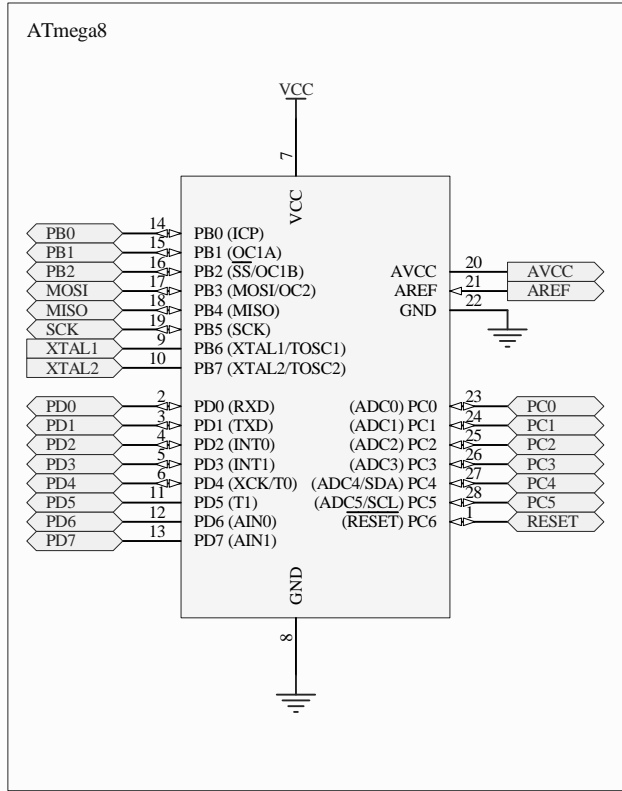 ATmega8
VCC
7
VCC
PB0 14 PB0 (ICP)
PB1 15 PB1 (OC1A)
PB2 16 PB2 (SS/OC1B)
MOSI 17 PB3 (MOSI/OC2)
MISO 18 PB4 (MISO)
SCK 19 PB5 (SCK)
XTAL1 9 PB6 (XTAL1/TOSC1)
XTAL2 10 PB7 (XTAL2/TOSC2)
AVCC 20 AVCC
AREF 21 AREF
GND 22
PD0 2 PD0 (RXD)
PD1 3 PD1 (TXD)
PD2 4 PD2 (INT0)
PD3 5 PD3 (INT1)
PD4 6 PD4 (XCK/T0)
PD5 11 PD5 (T1)
PD6 12 PD6 (AIN0)
PD7 13 PD7 (AIN1)
(ADC0) PC0 23 PC0
(ADC1) PC1 24 PC1
(ADC2) PC2 25 PC2
(ADC3) PC3 26 PC3
(ADC4/SDA) PC4 27 PC4
(ADC5/SCL) PC5 28 PC5
(RESET) PC6 1 RESET
GND
8